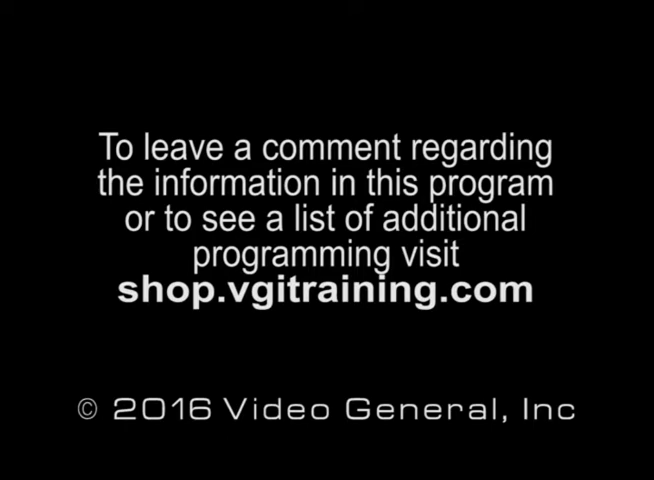 To leave a comment regarding
the information in this program
or to see a list of additional
programming visit
shop.vgitraining.com
© 2016 Video General, Inc